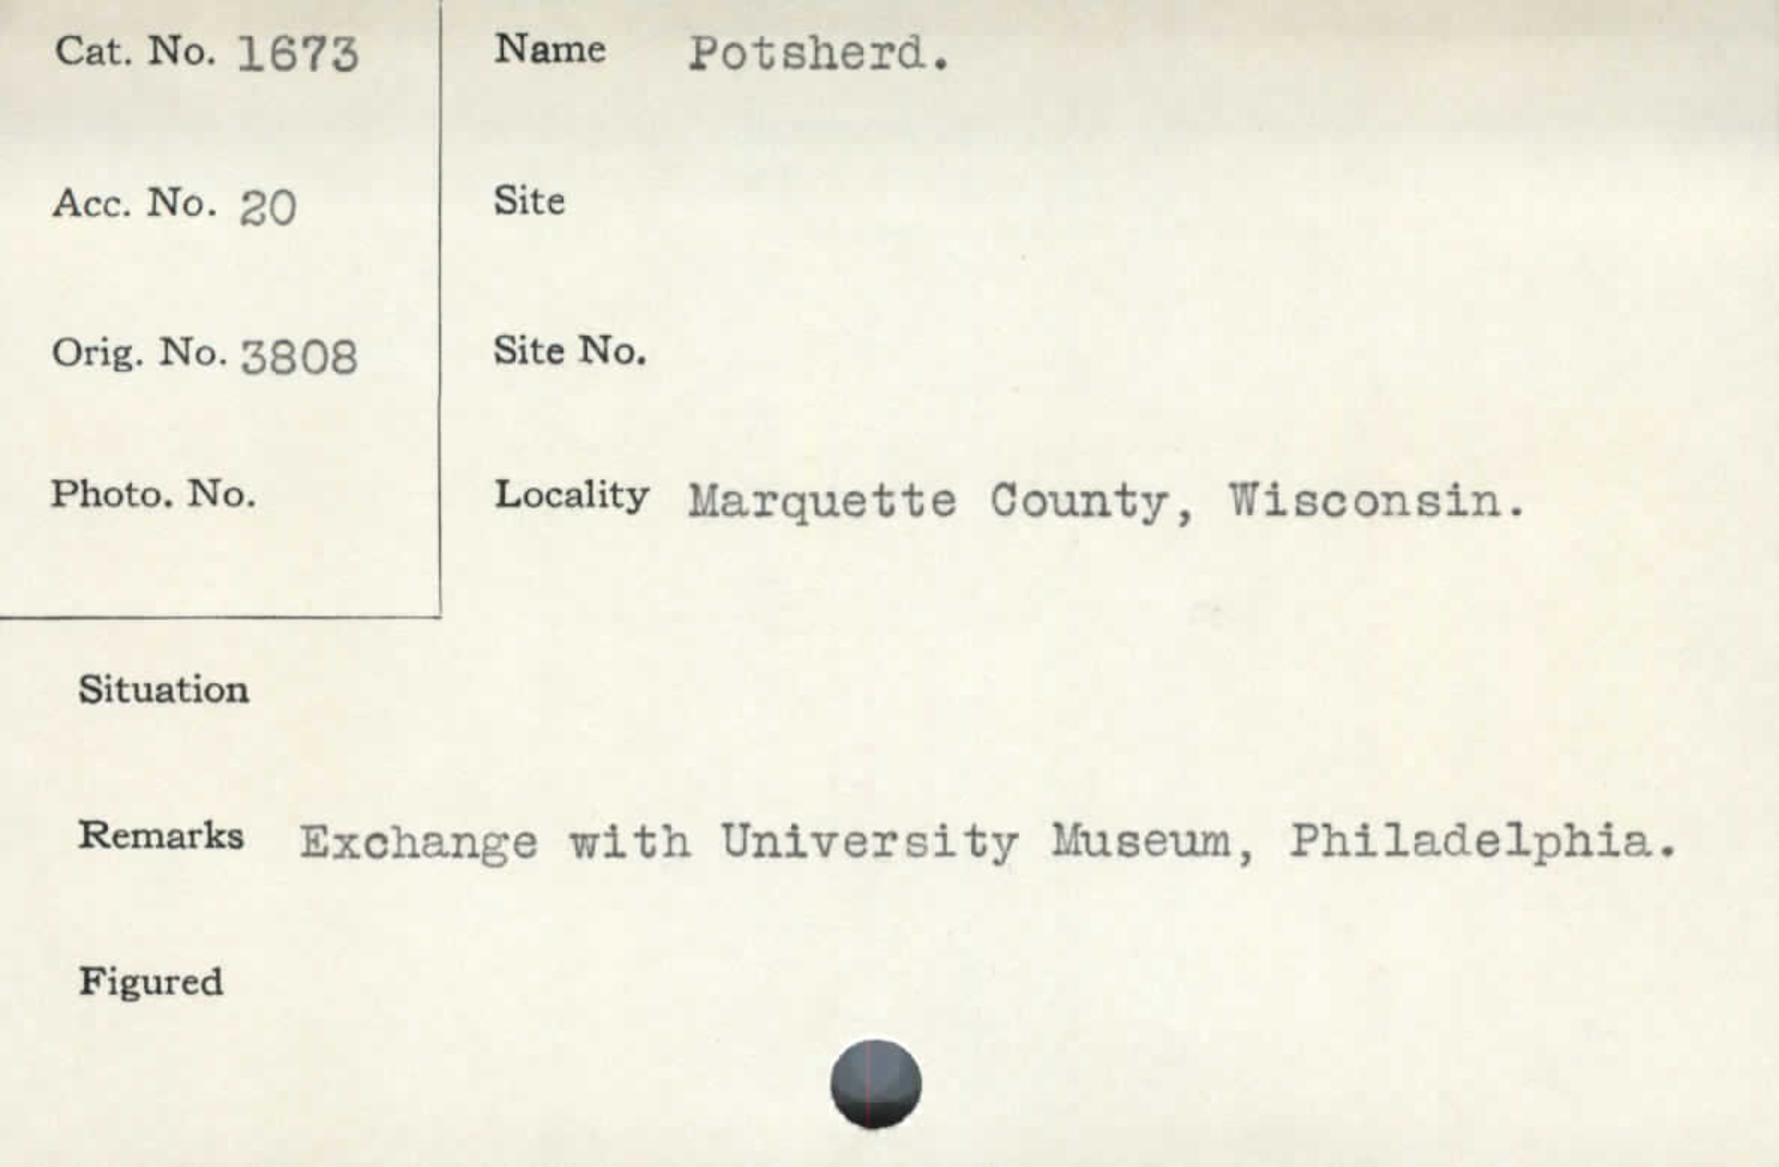 Cat. No. 1673
Name Potsherd.
Acc. No. 20
Site
Orig. No. 3808
Site No.
Photo. No.
Locality Marquette County, Wisconsin.
Situation
Remarks Exchange with University Museum, Philadelphia.
Figured